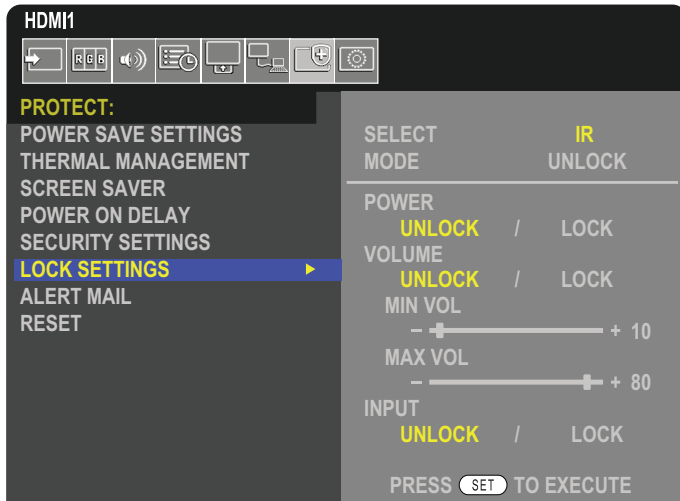 HDMI1
RGB
PROTECT:
POWER SAVE SETTINGS
THERMAL MANAGEMENT
SCREEN SAVER
POWER ON DELAY
SECURITY SETTINGS
LOCK SETTINGS
ALERT MAIL
RESET
SELECT IR
MODE UNLOCK
POWER
UNLOCK / LOCK
VOLUME
UNLOCK / LOCK
MIN VOL
- + 10
MAX VOL
- + 80
INPUT
UNLOCK / LOCK
PRESS SET TO EXECUTE